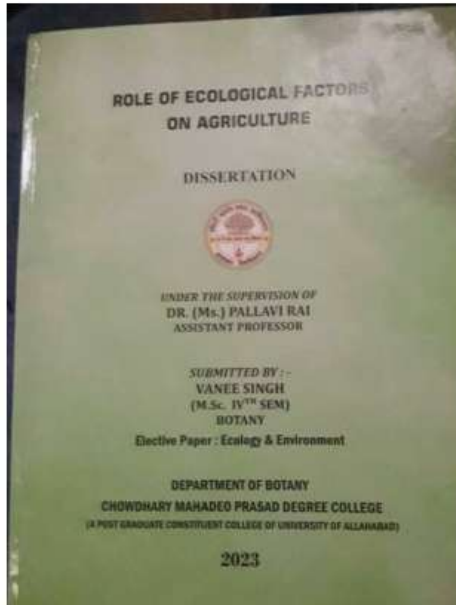 ROLE OF ECOLOGICAL FACTORS
ON AGRICULTURE
DISSERTATION
UNDER THE SUPERVISION OF
DR. (Ms.) PALLAVI RAI
ASSISTANT PROFESSOR
SUBMITTED BY : -
VANEE SINGH
(M.Sc. IVTH SEM)
BOTANY
Elective Paper : Ecology & Environment
DEPARTMENT OF BOTANY
CHOWDHARY MAHADEO PRASAD DEGREE COLLEGE
(A POST GRADUATE CONSTITUENT COLLEGE OF UNIVERSITY OF ALLAHABAD)
2023